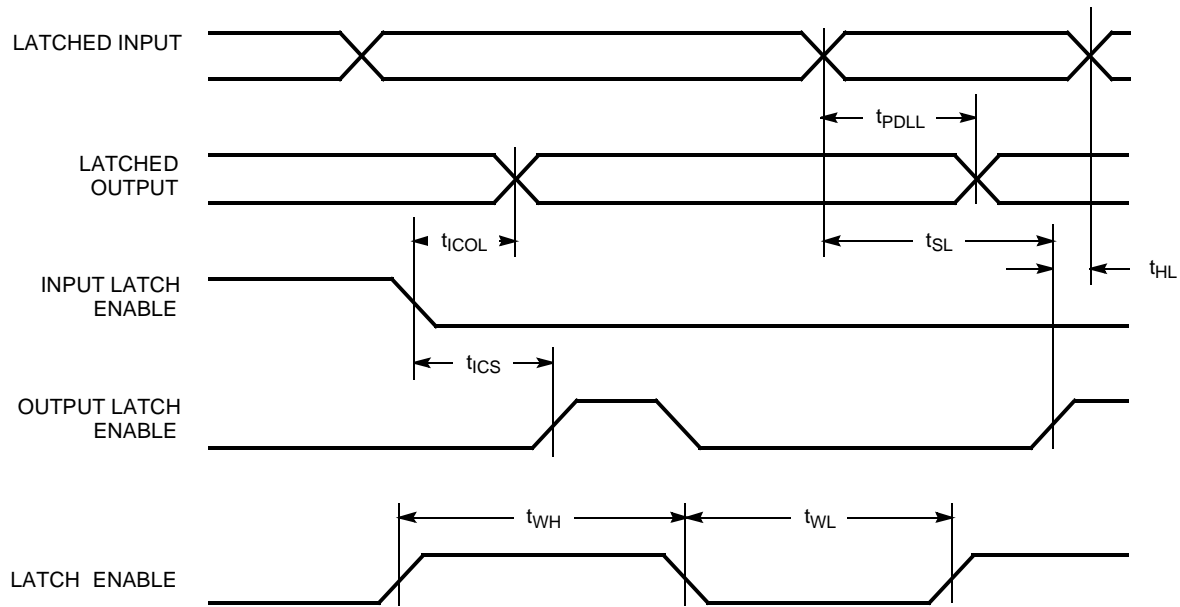 LATCHED INPUT
tPDLL
LATCHED
OUTPUT
tICOL
tSL
INPUT LATCH
ENABLE
tHL
tICS
OUTPUT LATCH
ENABLE
tWH
tWL
LATCH ENABLE